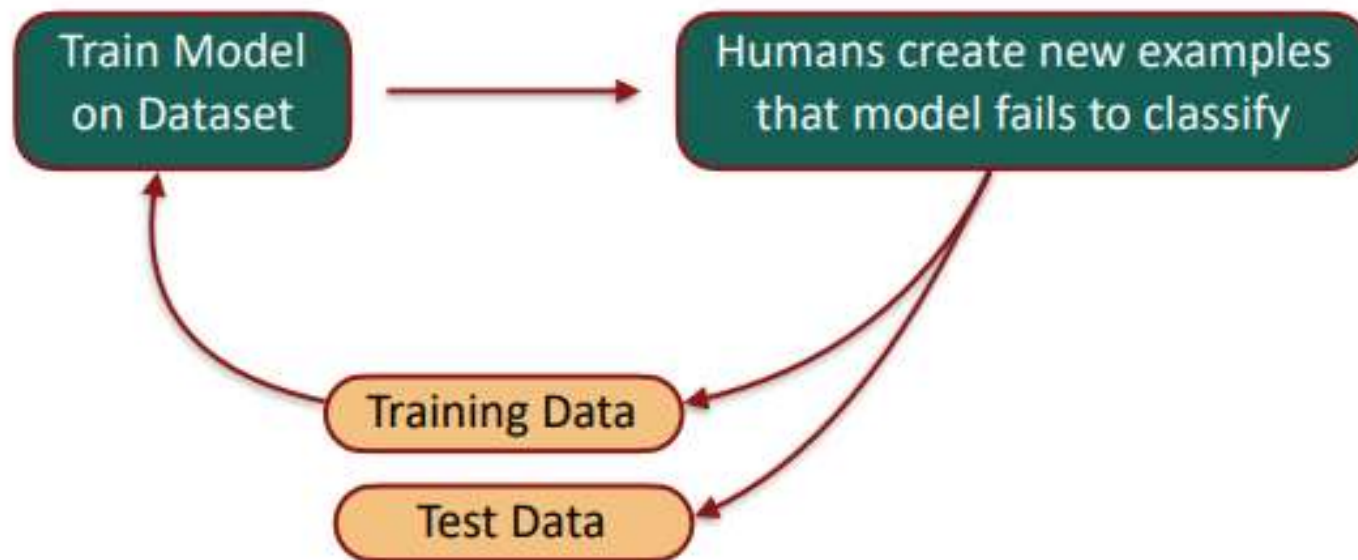 Train Model
on Dataset
Humans create new examples
that model fails to classify
Training Data
Test Data